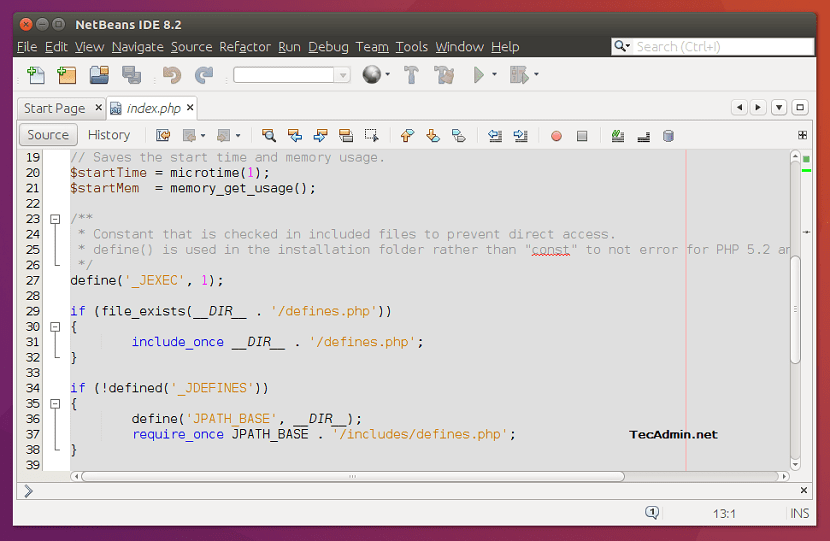 NetBeans IDE 8.2
File Edit View Navigate Source Refactor Run Debug Team Tools Window Help
Search (Ctrl+I)
Start Page
index.php
Source History
19 // Saves the start time and memory usage.
20 $startTime = microtime(1);
21 $startMem  = memory_get_usage();
22
23 /**
24  * Constant that is checked in included files to prevent direct access.
25  * define() is used in the installation folder rather than "const" to not error for PHP 5.2 an
26  */
27 define('_JEXEC', 1);
28
29 if (file_exists(__DIR__ . '/defines.php'))
30 {
31         include_once __DIR__ . '/defines.php';
32 }
33
34 if (!defined('_JDEFINES'))
35 {
36         define('JPATH_BASE', __DIR__);
37         require_once JPATH_BASE . '/includes/defines.php';
38 }
39
TecAdmin.net
1
13:1 INS